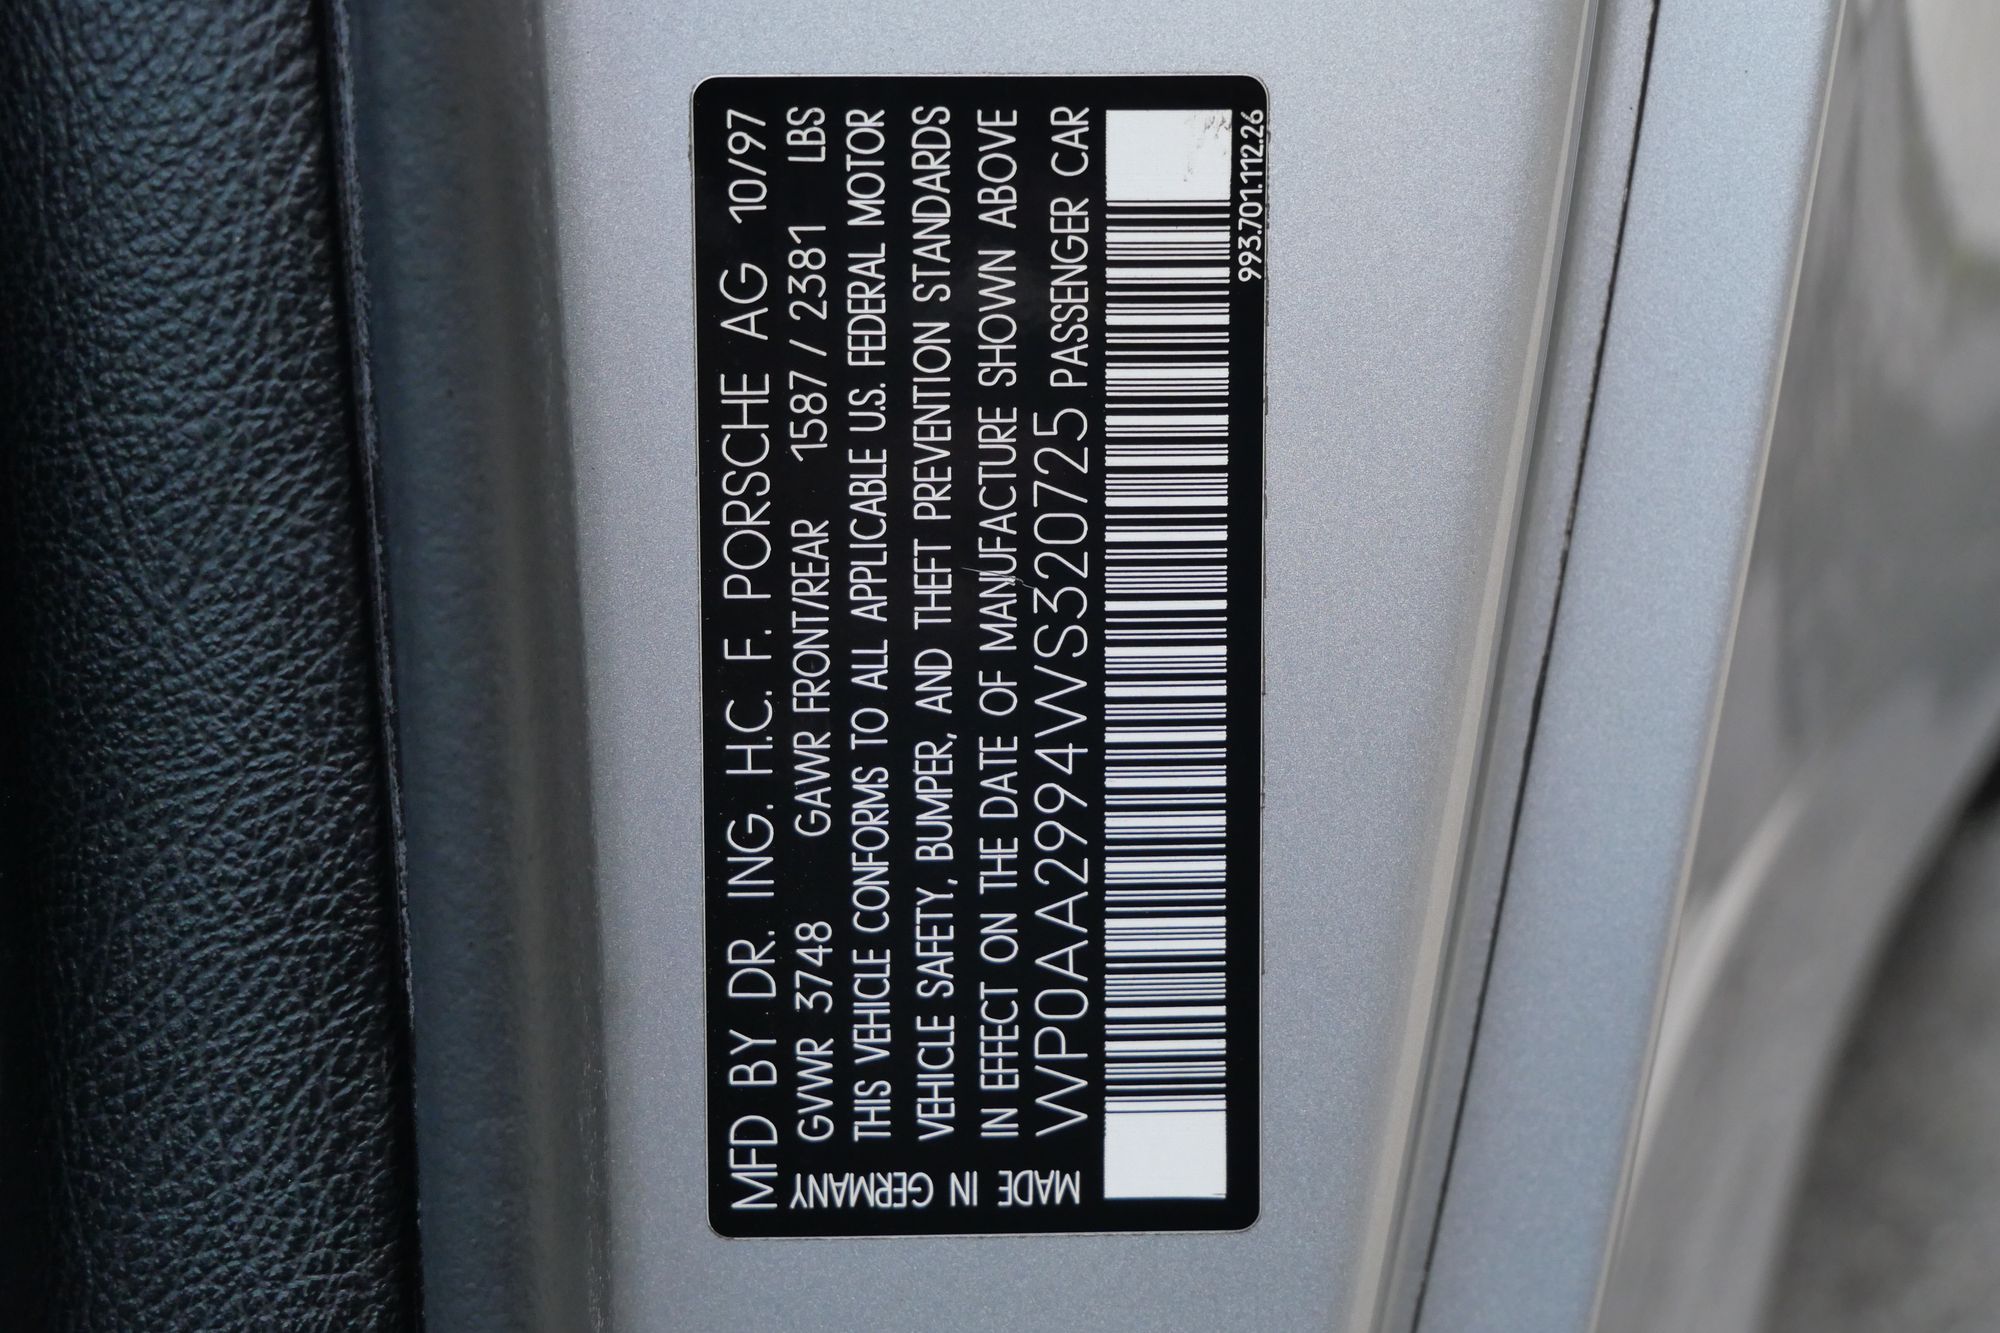 MFD BY DR. ING. H.C. F. PORSCHE AG 10/97
GVWR 3748 GAWR FRONT/REAR 1587 / 2381 LBS
THIS VEHICLE CONFORMS TO ALL APPLICABLE U.S. FEDERAL MOTOR
VEHICLE SAFETY, BUMPER, AND THEFT PREVENTION STANDARDS
IN EFFECT ON THE DATE OF MANUFACTURE SHOWN ABOVE
WP0AA2994WS320725 PASSENGER CAR
MADE IN GERMANY
993.701.112.26